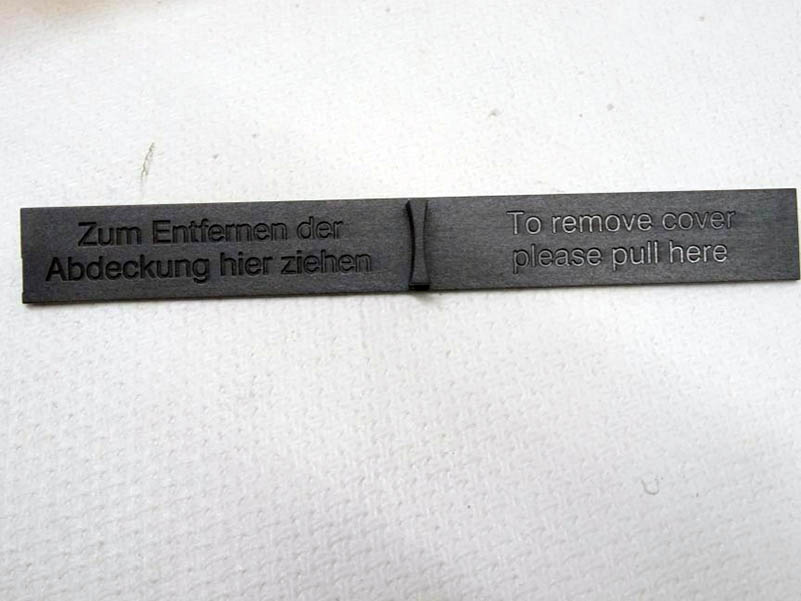 Zum Entfernen der
Abdeckung hier ziehen
To remove cover
please pull here